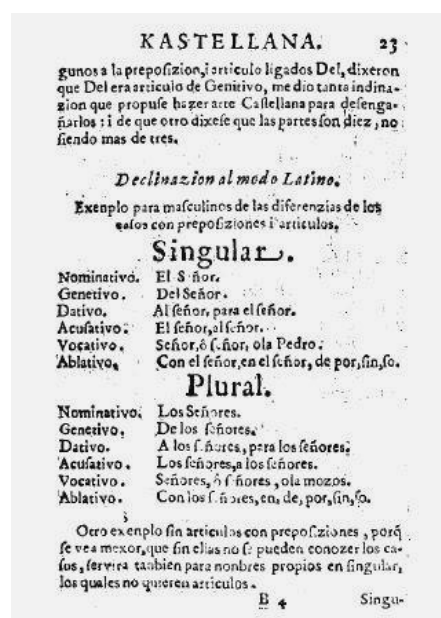 KASTELLANA. 23
gunos a la preposizion, i articulo ligados Del, dixeron
que Del era articulo de Genitivo, me dio tanta indina-
zion que propuse hazer arte Castellana para desenga-
ñarlos: i de que otro dixese que las partes son diez, no
siendo mas de tres.
Declinazion al modo Latino.
Exenplo para masculinos de las diferenzias de los
casos con preposiziones i articulos.
Singular.
Nominativo. El Señor.
Genetivo. Del Señor.
Dativo. Al señor, para el señor.
Acusativo. El señor, al señor.
Vocativo. Señor, ó señor, ola Pedro.
Ablativo. Con el señor, en el señor, de por, sin, so.
Plural.
Nominativo. Los Señores.
Genetivo. De los señores.
Dativo. A los señores, para los señores.
Acusativo. Los señores, a los señores.
Vocativo. Señores, ó señores, ola mozos.
Ablativo. Con los señores, en, de, por, sin, so.
Otro exenplo sin articulos con preposiziones, porq̃
se vea mexor, que sin ellas no se pueden conozer los ca-
sos, servira tanbien para nonbres propios en singular,
los quales no quieren articulos.
B 4 Singu-